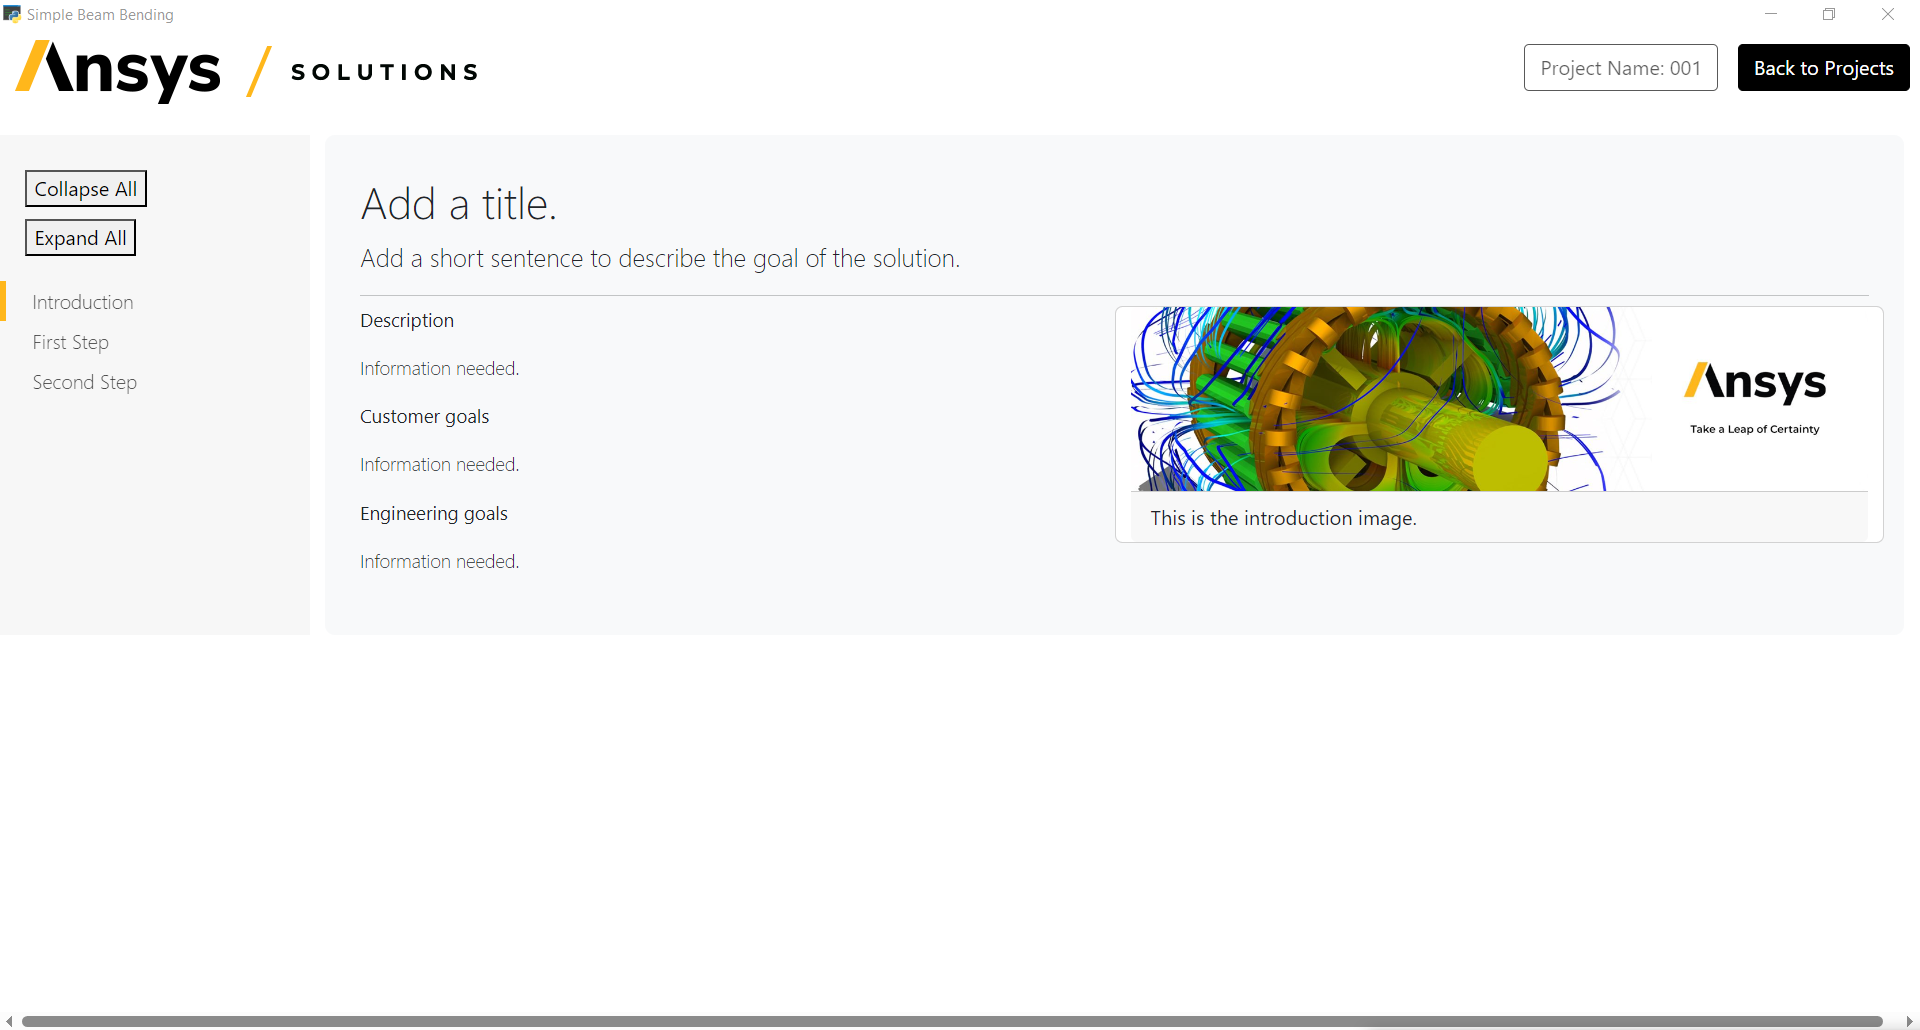 Simple Beam Bending
Ansys / SOLUTIONS
Project Name: 001
Back to Projects
Collapse All
Expand All
Introduction
First Step
Second Step
Add a title.
Add a short sentence to describe the goal of the solution.
Description
Information needed.
Customer goals
Information needed.
Engineering goals
Information needed.
Ansys
Take a Leap of Certainty
This is the introduction image.